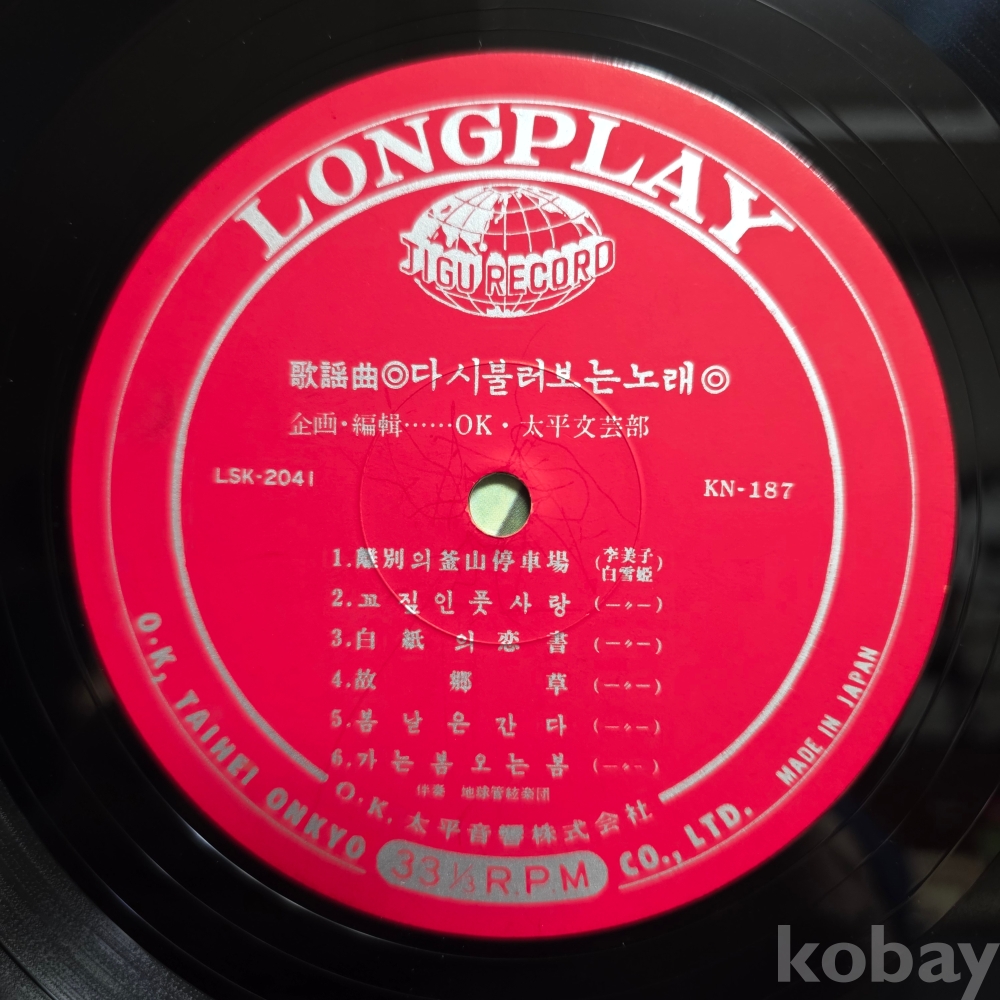 LONGPLAY
JIGU RECORD
歌謠曲◎다시불러보는노래◎
企画・編輯……OK・太平文芸部
LSK-2041
KN-187
1.離別의釜山停車場 (李美子 白雪姫)
2.꼬집인풋사랑 (—〃—)
3.白紙의恋書 (—〃—)
4.故郷草 (—〃—)
5.봄날은간다 (—〃—)
6.가는봄오는봄 (—〃—)
伴奏 地球管絃楽団
O.K.太平音響株式会社
O.K, TAIHEI ONKYO CO., LTD.
MADE IN JAPAN
33 1/3 R.P.M
kobay